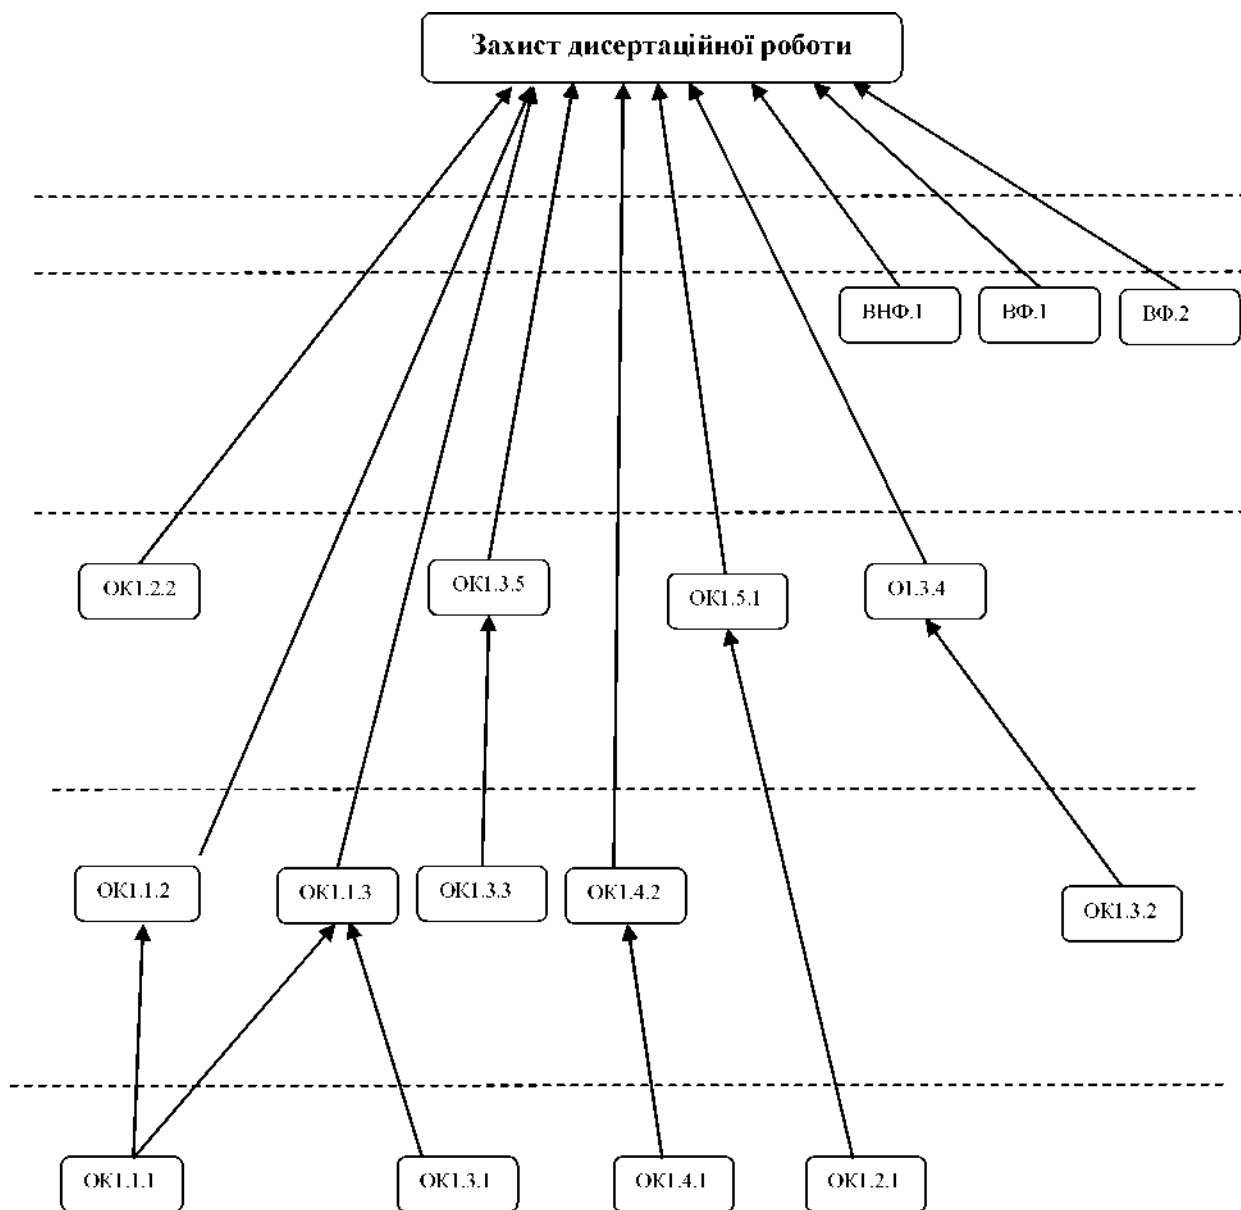 Захист дисертаційної роботи
ВНФ.1
ВФ.1
ВФ.2
ОК1.2.2
ОК1.3.5
ОК1.5.1
О1.3.4
ОК1.1.2
ОК1.1.3
ОК1.3.3
ОК1.4.2
ОК1.3.2
ОК1.1.1
ОК1.3.1
ОК1.4.1
ОК1.2.1